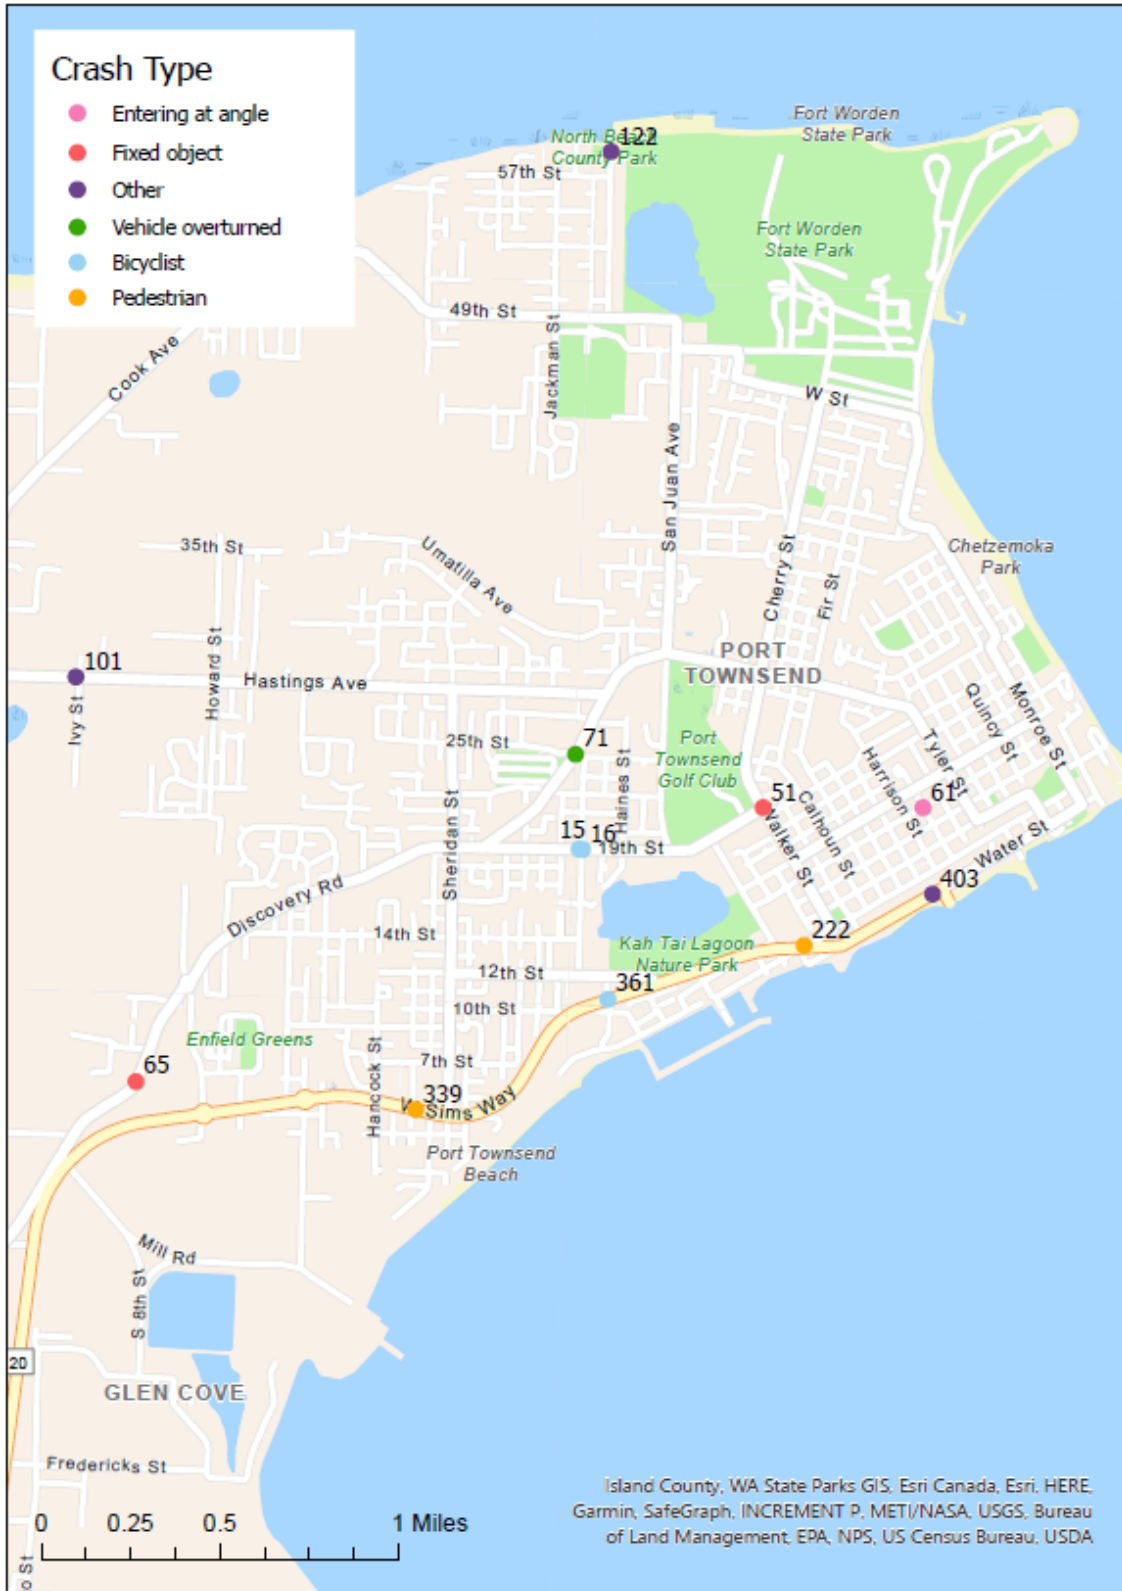 Crash Type
Entering at angle
Fixed object
Other
Vehicle overturned
Bicyclist
Pedestrian
Fort Worden
State Park
North Beach
County Park
122
57th St
Fort Worden
State Park
49th St
Cook Ave
Jackman St
W St
San Juan Ave
35th St
Umatilla Ave
Cherry St
Fir St
Chetzemoka
Park
PORT
TOWNSEND
101
Hastings Ave
Howard St
Ivy St
Quincy St
Monroe St
Tyler St
25th St
71
Haines St
Port
Townsend
Golf Club
Harrison St
51
Calhoun St
61
Walker St
Sheridan St
15
16
19th St
Water St
Discovery Rd
403
14th St
222
Kah Tai Lagoon
Nature Park
12th St
361
10th St
Enfield Greens
7th St
65
Hancock St
339
W Sims Way
Port Townsend
Beach
Mill Rd
S 8th St
20
GLEN COVE
Fredericks St
Island County, WA State Parks GIS, Esri Canada, Esri, HERE,
Garmin, SafeGraph, INCREMENT P, METI/NASA, USGS, Bureau
of Land Management, EPA, NPS, US Census Bureau, USDA
0 0.25 0.5 1 Miles
o St